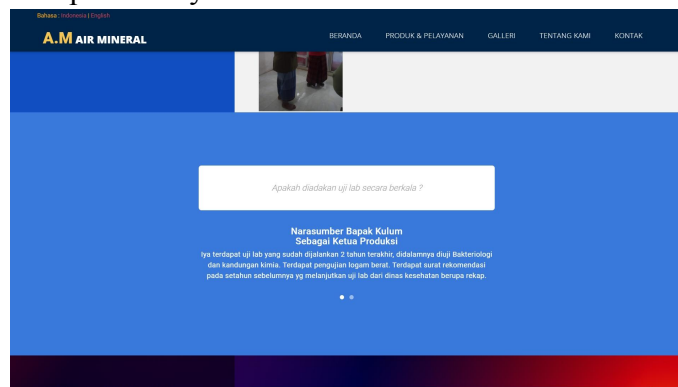 Bahasa : Indonesia | English
A.M AIR MINERAL
BERANDA PRODUK & PELAYANAN GALLERI TENTANG KAMI KONTAK
Apakah diadakan uji lab secara berkala ?
Narasumber Bapak Kulum
Sebagai Ketua Produksi
Iya terdapat uji lab yang sudah dijalankan 2 tahun terakhir, didalamnya diuji Bakteriologi
dan kandungan kimia. Terdapat pengujian logam berat. Terdapat surat rekomendasi
pada setahun sebelumnya yg melanjutkan uji lab dari dinas kesehatan berupa rekap.